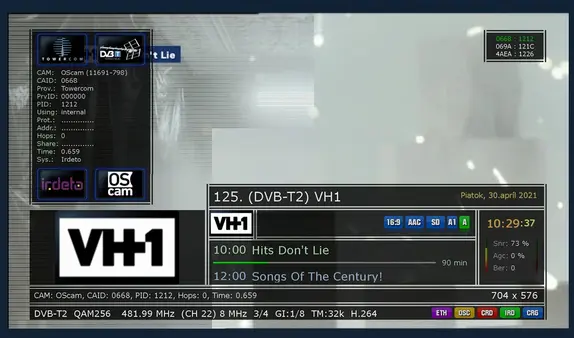 TOWERCOM DVB T 't Lie
CAM: OScam (11691-798)
CAID: 0668
Prov.: Towercom
PrvID: 000000
PID: 1212
Using: internal
Prot.: .............
Addr.: .............
Hops: 0
Share: .............
Time: 0.659
Sys.: Irdeto
irdeta OS cam
0668 : 1212
069A : 121C
4AEA : 1226
125. (DVB-T2) VH1
Piatok, 30.april 2021
VH1
VH1
16:9 AAC SD A1 A
10:00 Hits Don't Lie
90 min
12:00 Songs Of The Century!
10:29:37
Snr: 73 %
Agc: 0 %
Ber: 0
CAM: OScam, CAID: 0668, PID: 1212, Hops: 0, Time: 0.659
704 x 576
DVB-T2 QAM256 481.99 MHz (CH 22) 8 MHz 3/4 GI:1/8 TM:32k H.264
ETH OSC CRD IRD CRG